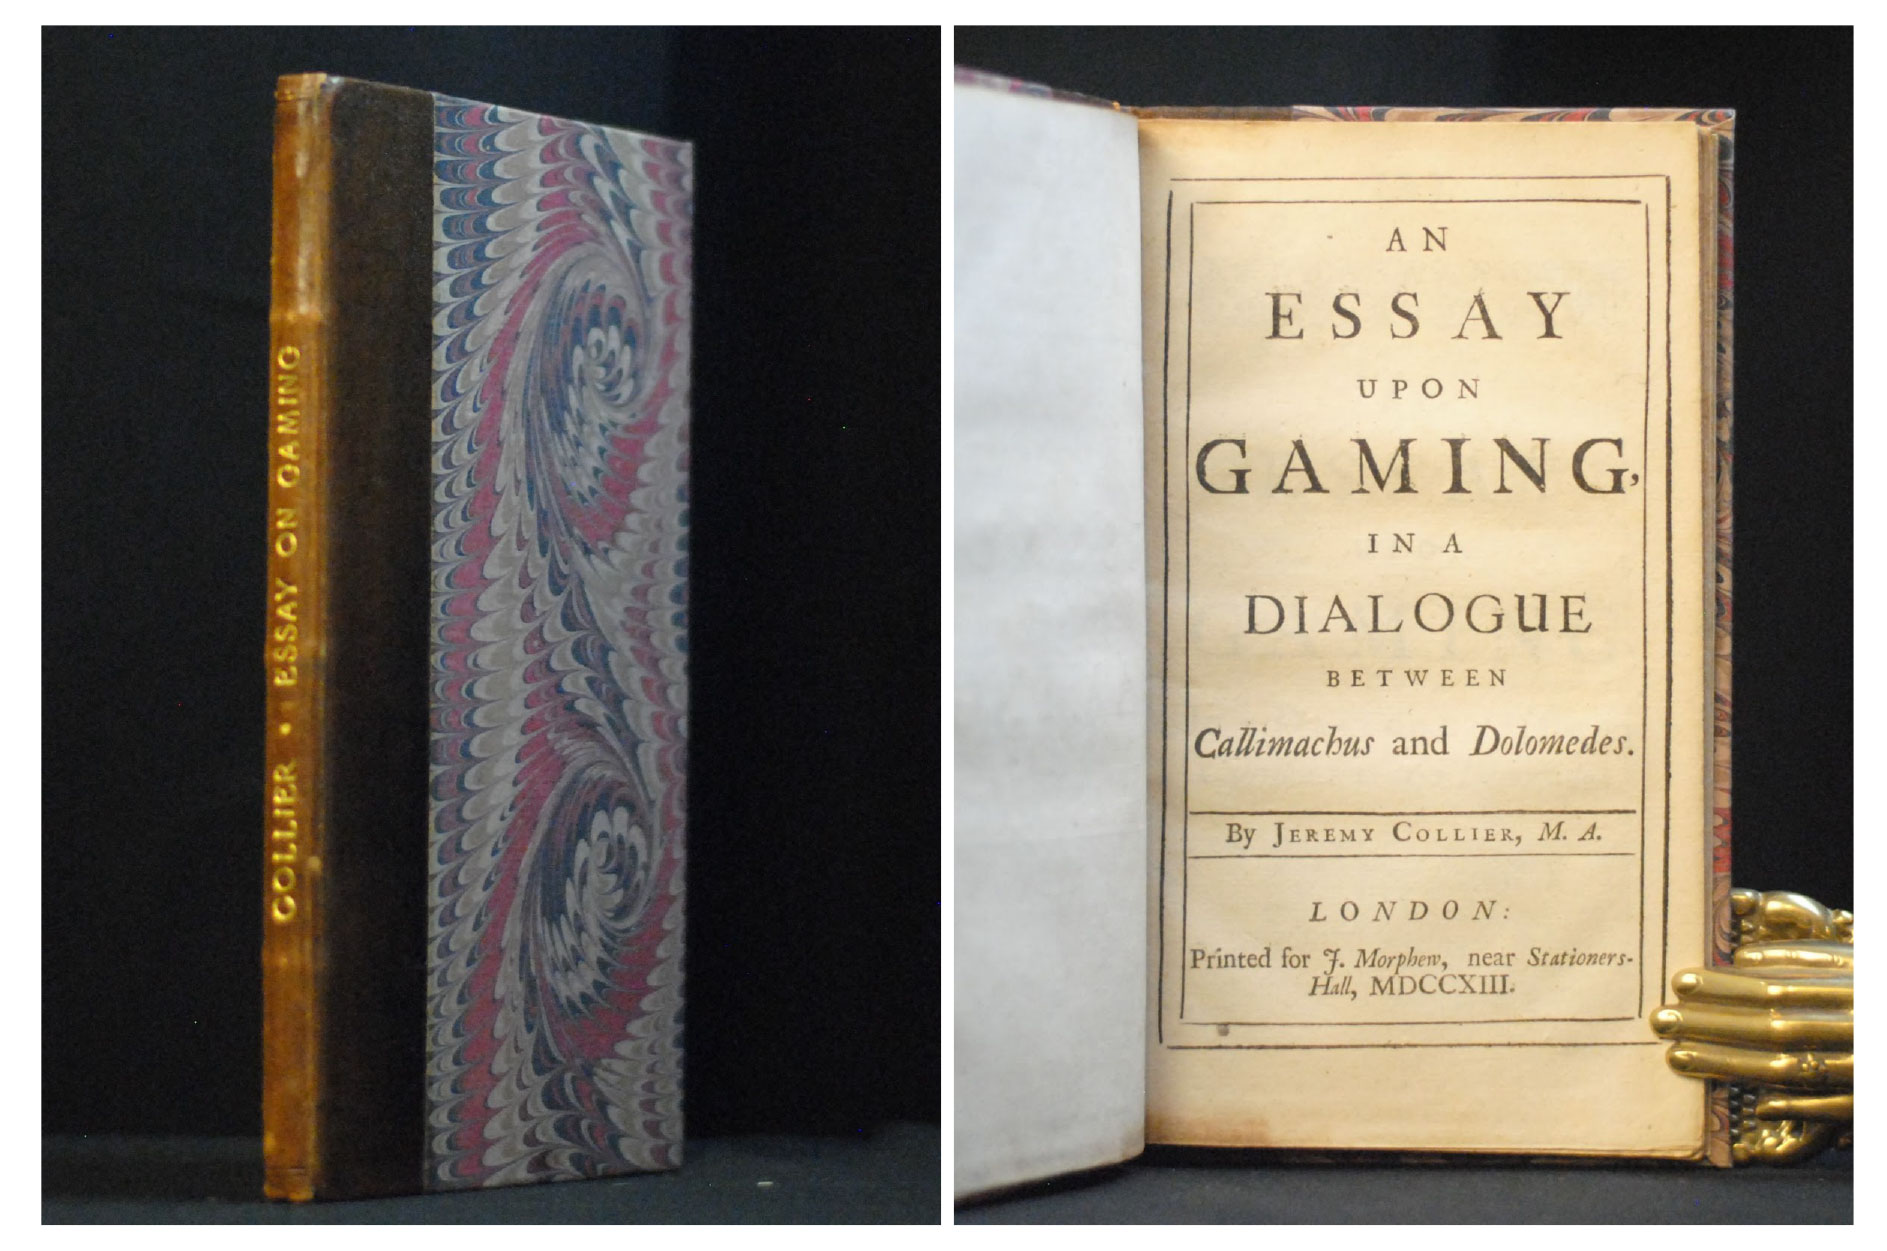 COLLIER • ESSAY ON GAMING
AN
ESSAY
UPON
GAMING,
IN A
DIALOGUE
BETWEEN
Callimachus and Dolomedes.
By JEREMY COLLIER, M. A.
LONDON:
Printed for J. Morphew, near Stationers-
Hall, MDCCXIII.